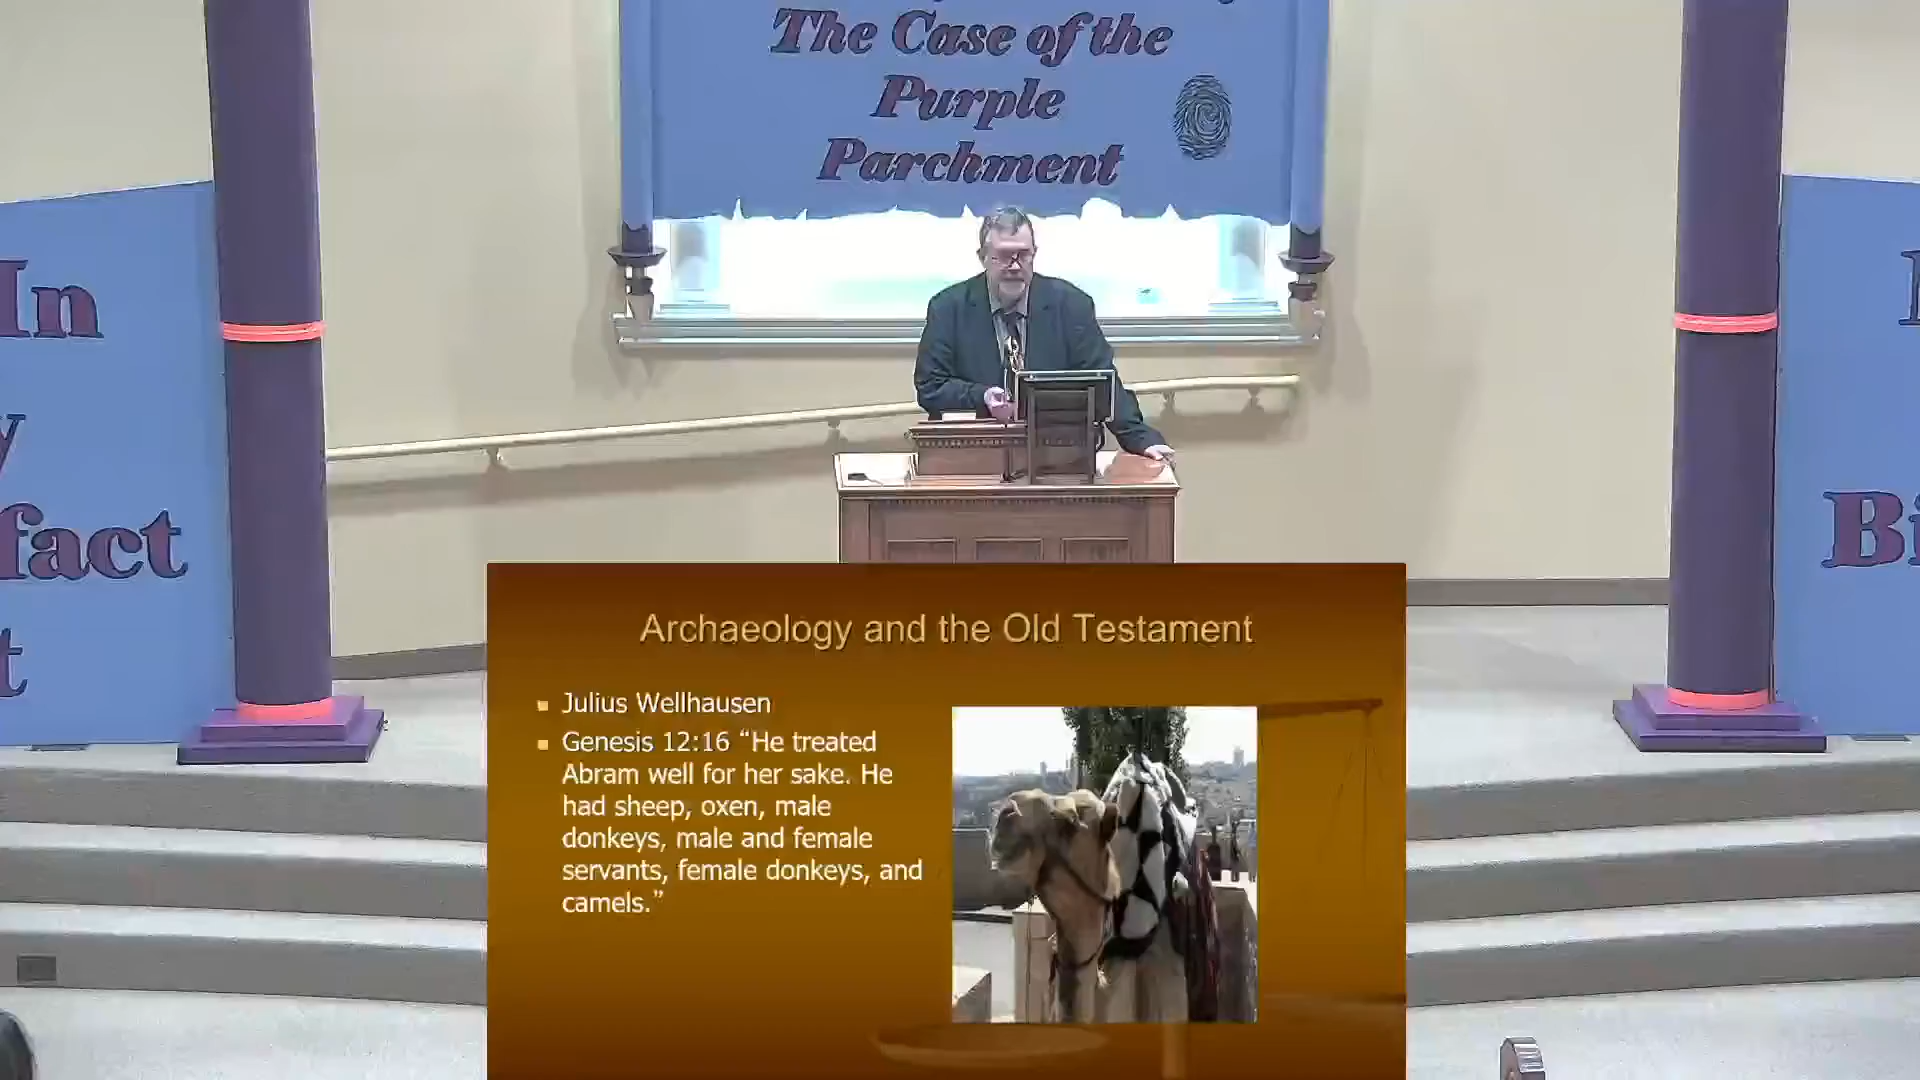 The Case of the
Purple
Parchment
In
fact
Bi
Archaeology and the Old Testament
Julius Wellhausen
Genesis 12:16 “He treated
Abram well for her sake. He
had sheep, oxen, male
donkeys, male and female
servants, female donkeys, and
camels.”